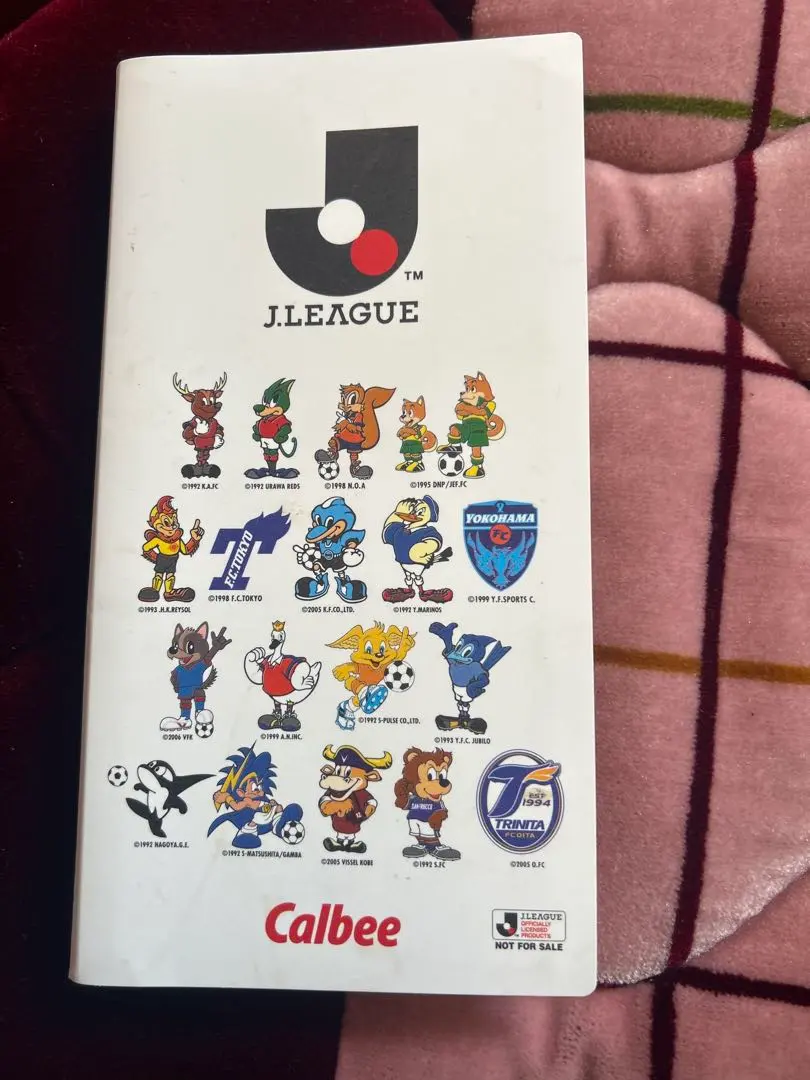 TM
J.LEAGUE
©1992 K.A.FC
©1992 URAWA REDS
©1998 N.O.A
©1995 DNP/JEF.FC
F.C.TOKYO
YOKOHAMA
FC
©1993 .H.K.REYSOL
©1998 F.C.TOKYO
©2005 K.F.CO.,LTD.
©1992 Y.MARINOS
©1999 Y.F.SPORTS C.
©2006 VFK
©1999 A.N.INC.
©1992 S-PULSE CO.,LTD.
©1993 Y.F.C. JUBILO
SANFRECCE
EST
1994
TRINITA
FC OITA
©1992 NAGOYA.G.E.
©1992 S-MATSUSHITA/GAMBA
©2005 VISSEL KOBE
©1992 S.FC
©2005 O.FC
Calbee
J.LEAGUE
OFFICIALLY
LICENSED
PRODUCTS
NOT FOR SALE